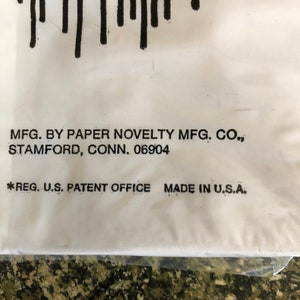 MFG. BY PAPER NOVELTY MFG. CO.,
STAMFORD, CONN. 06904
*REG. U.S. PATENT OFFICE MADE IN U.S.A.